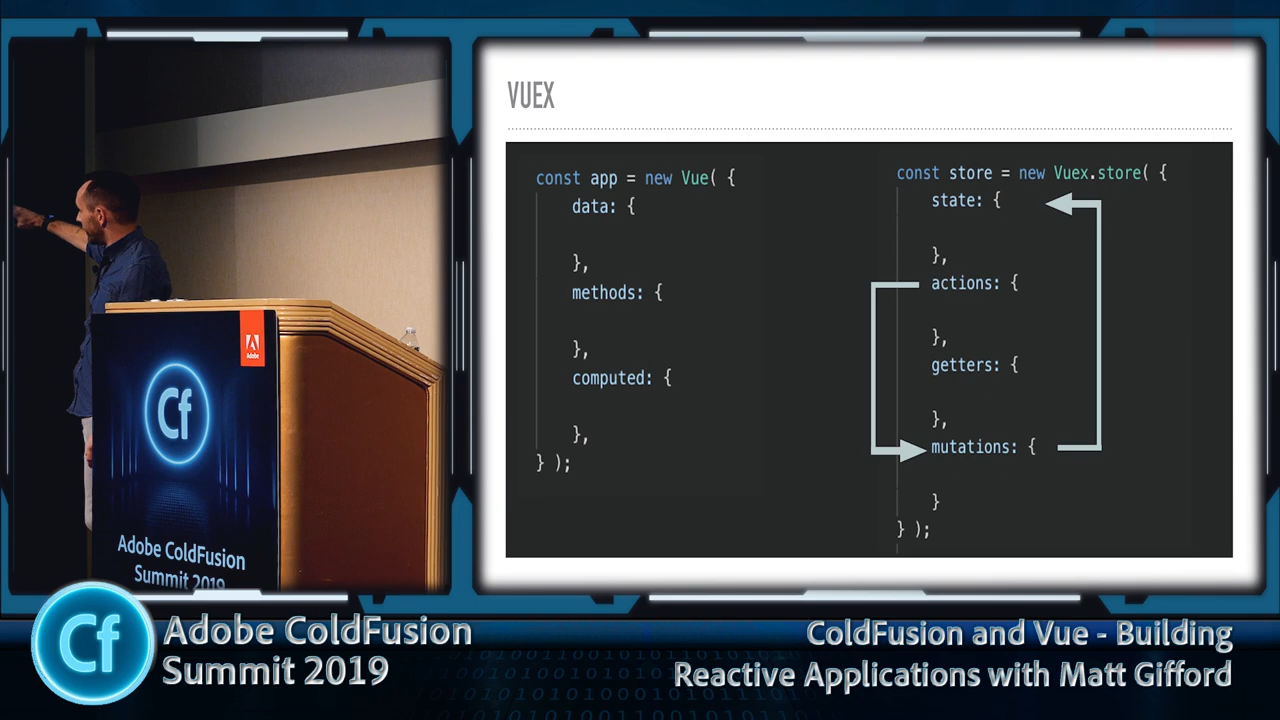 VUEX
const app = new Vue( {
data: {
},
methods: {
},
computed: {
},
} );
const store = new Vuex.store( {
state: {
},
actions: {
},
getters: {
},
mutations: {
}
} );
Adobe
Cf
Adobe ColdFusion
Summit 2019
Cf
Adobe ColdFusion
Summit 2019
ColdFusion and Vue - Building
Reactive Applications with Matt Gifford